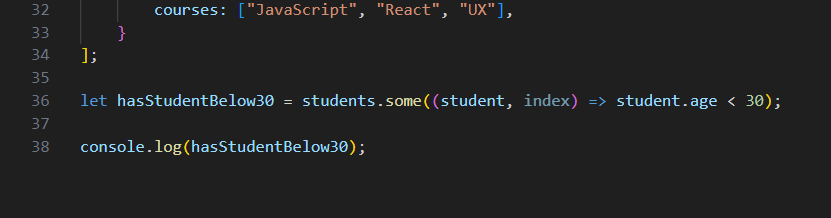 32 courses: ["JavaScript", "React", "UX"],
33 }
34 ];
35
36 let hasStudentBelow30 = students.some((student, index) => student.age < 30);
37
38 console.log(hasStudentBelow30);